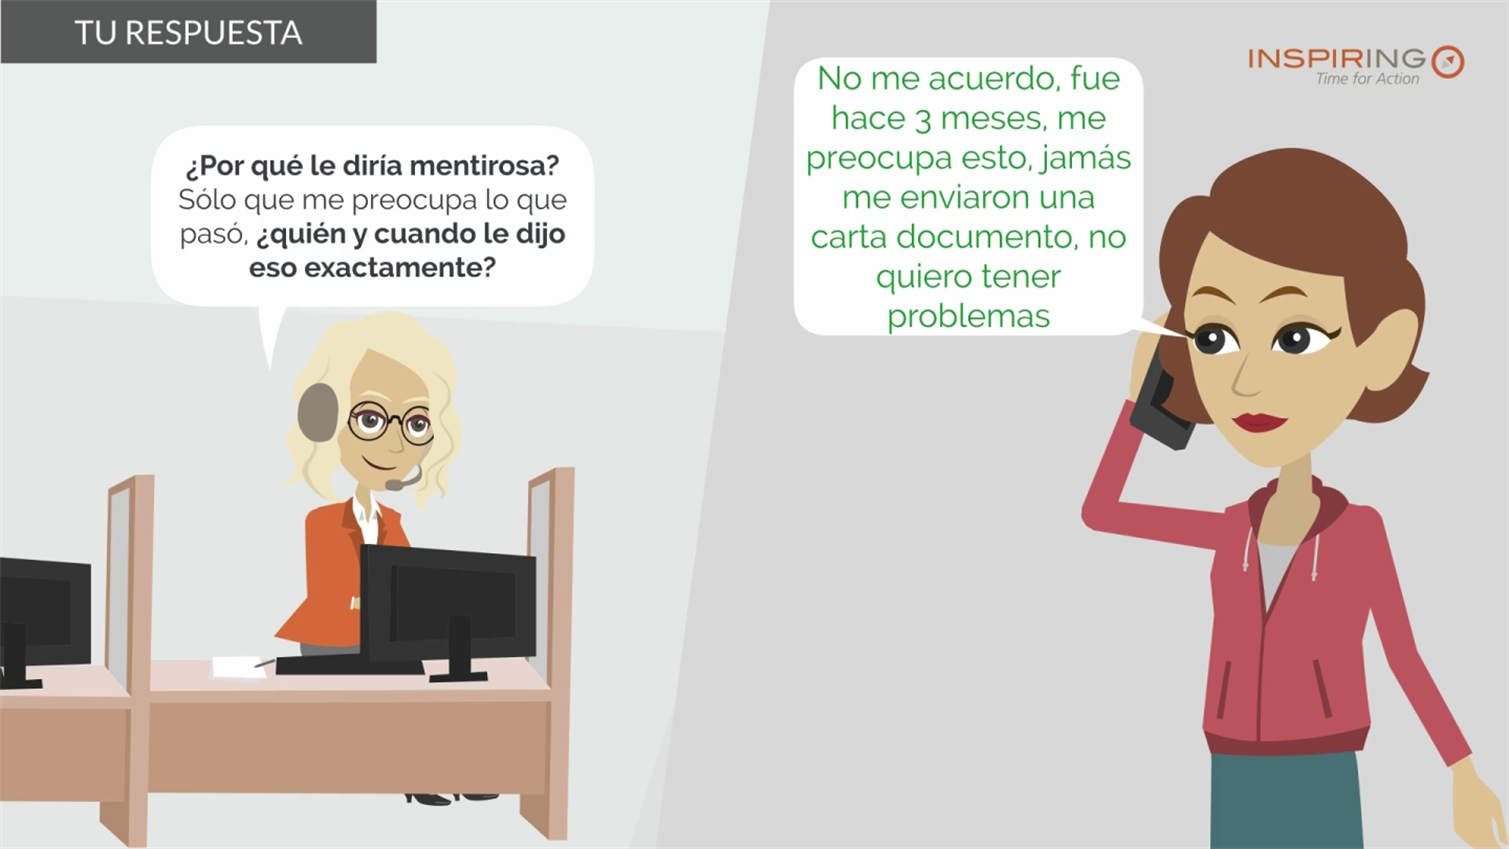 TU RESPUESTA
¿Por qué le diría mentirosa?
Sólo que me preocupa lo que
pasó, ¿quién y cuando le dijo
eso exactamente?
No me acuerdo, fue
hace 3 meses, me
preocupa esto, jamás
me enviaron una
carta documento, no
quiero tener
problemas
INSPIRING
Time for Action